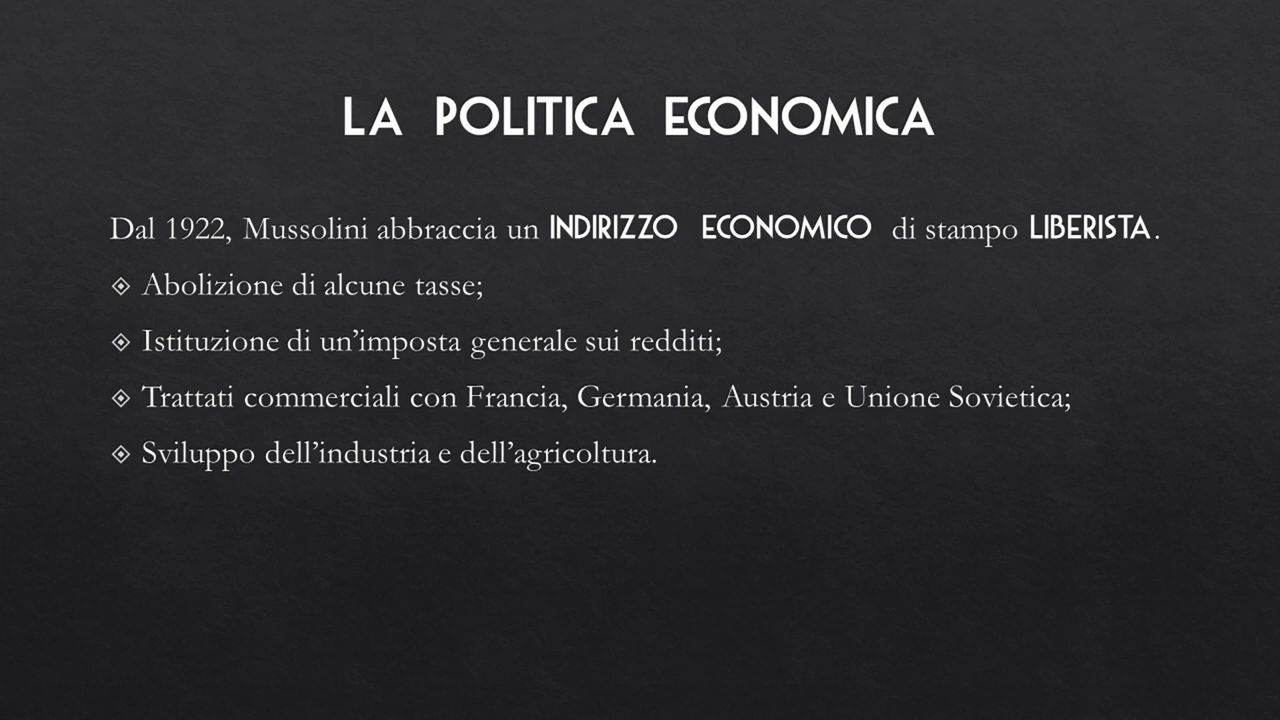 LA POLITICA ECONOMICA
Dal 1922, Mussolini abbraccia un INDIRIZZO ECONOMICO di stampo LIBERISTA.
Abolizione di alcune tasse;
Istituzione di un’imposta generale sui redditi;
Trattati commerciali con Francia, Germania, Austria e Unione Sovietica;
Sviluppo dell’industria e dell’agricoltura.